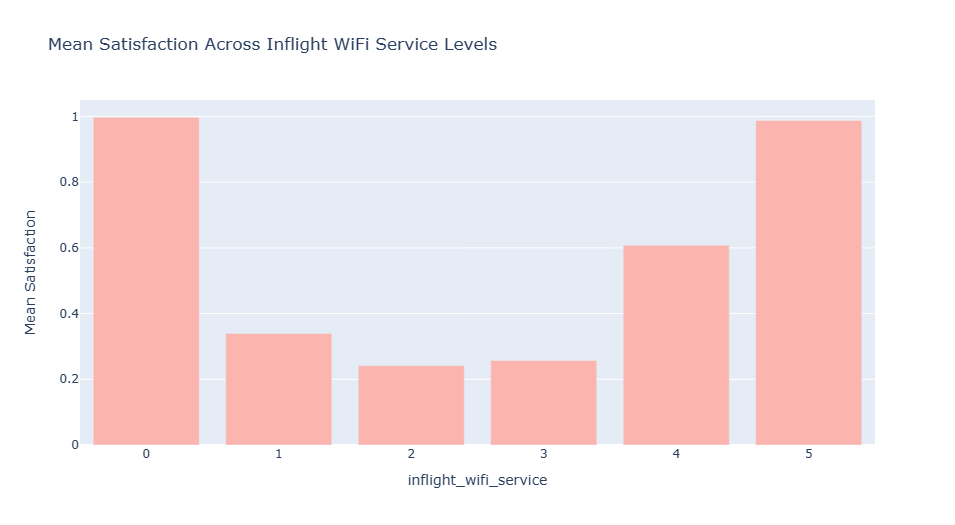 Mean Satisfaction Across Inflight WiFi Service Levels
1
0.8
0.6
0.4
0.2
0
Mean Satisfaction
0 1 2 3 4 5
inflight_wifi_service